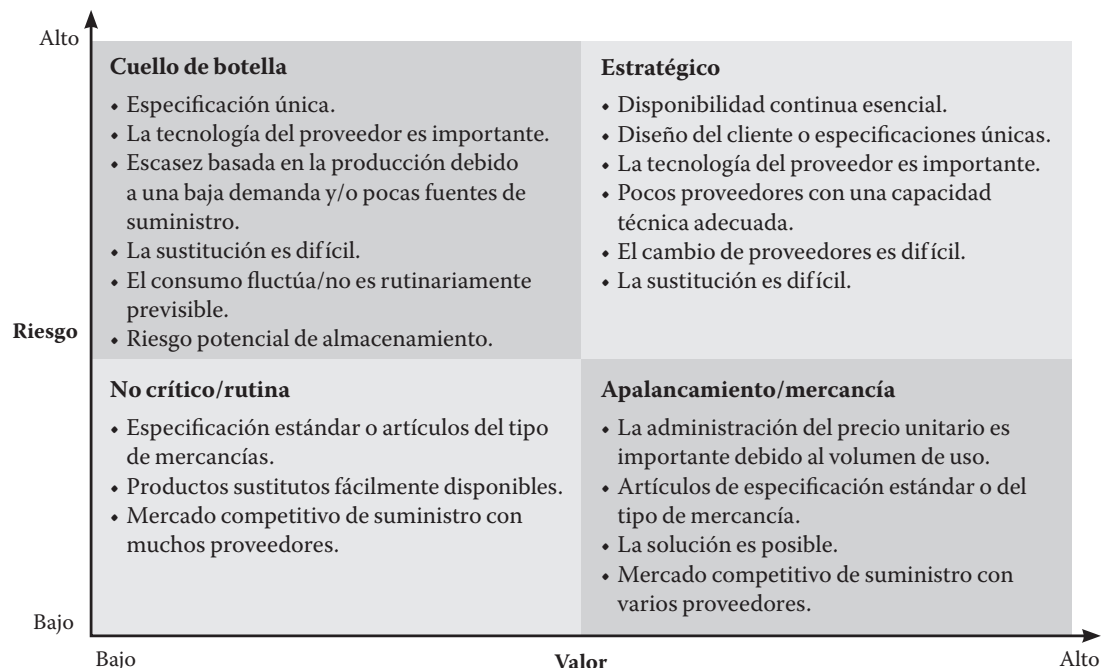 Alto
Cuello de botella
• Especificación única.
• La tecnología del proveedor es importante.
• Escasez basada en la producción debido
a una baja demanda y/o pocas fuentes de
suministro.
• La sustitución es difícil.
• El consumo fluctúa/no es rutinariamente
previsible.
• Riesgo potencial de almacenamiento.
Estratégico
• Disponibilidad continua esencial.
• Diseño del cliente o especificaciones únicas.
• La tecnología del proveedor es importante.
• Pocos proveedores con una capacidad
técnica adecuada.
• El cambio de proveedores es difícil.
• La sustitución es difícil.
Riesgo
No crítico/rutina
• Especificación estándar o artículos del tipo
de mercancías.
• Productos sustitutos fácilmente disponibles.
• Mercado competitivo de suministro con
muchos proveedores.
Apalancamiento/mercancía
• La administración del precio unitario es
importante debido al volumen de uso.
• Artículos de especificación estándar o del
tipo de mercancía.
• La solución es posible.
• Mercado competitivo de suministro con
varios proveedores.
Bajo
Bajo
Valor
Alto